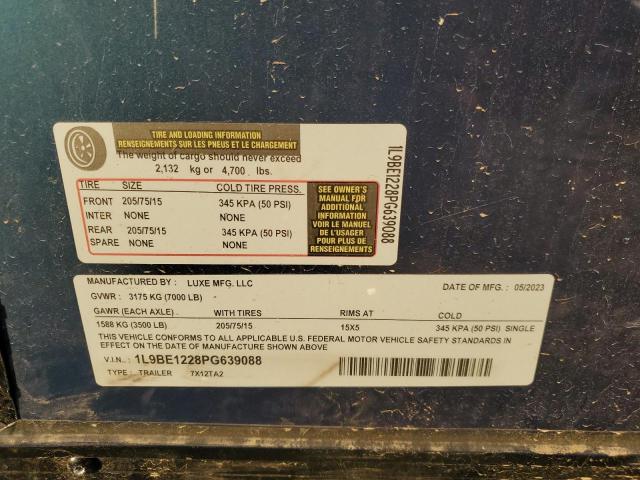 TIRE AND LOADING INFORMATION
RENSEIGNEMENTS SUR LES PNEUS ET LE CHARGEMENT
The weight of cargo should never exceed
2,132 kg or 4,700 lbs.
TIRE SIZE COLD TIRE PRESS.
FRONT 205/75/15 345 KPA (50 PSI)
INTER NONE NONE
REAR 205/75/15 345 KPA (50 PSI)
SPARE NONE NONE
SEE OWNER'S
MANUAL FOR
ADDITIONAL
INFORMATION
VOIR LE MANUEL
DE L'USAGER
POUR PLUS DE
RENSEIGNEMENTS
1L9BE1228PG639088
MANUFACTURED BY : LUXE MFG. LLC DATE OF MFG. : 05/2023
GVWR : 3175 KG (7000 LB)
GAWR (EACH AXLE) WITH TIRES RIMS AT COLD
1588 KG (3500 LB) 205/75/15 15X5 345 KPA (50 PSI) SINGLE
THIS VEHICLE CONFORMS TO ALL APPLICABLE U.S. FEDERAL MOTOR VEHICLE SAFETY STANDARDS IN
EFFECT ON THE DATE OF MANUFACTURE SHOWN ABOVE
V.I.N.: 1L9BE1228PG639088
TYPE : TRAILER 7X12TA2